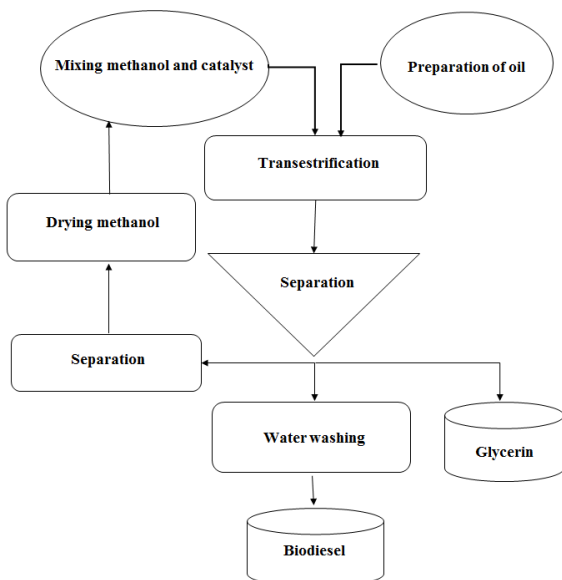 Mixing methanol and catalyst
Preparation of oil
Transestrification
Drying methanol
Separation
Separation
Water washing
Glycerin
Biodiesel